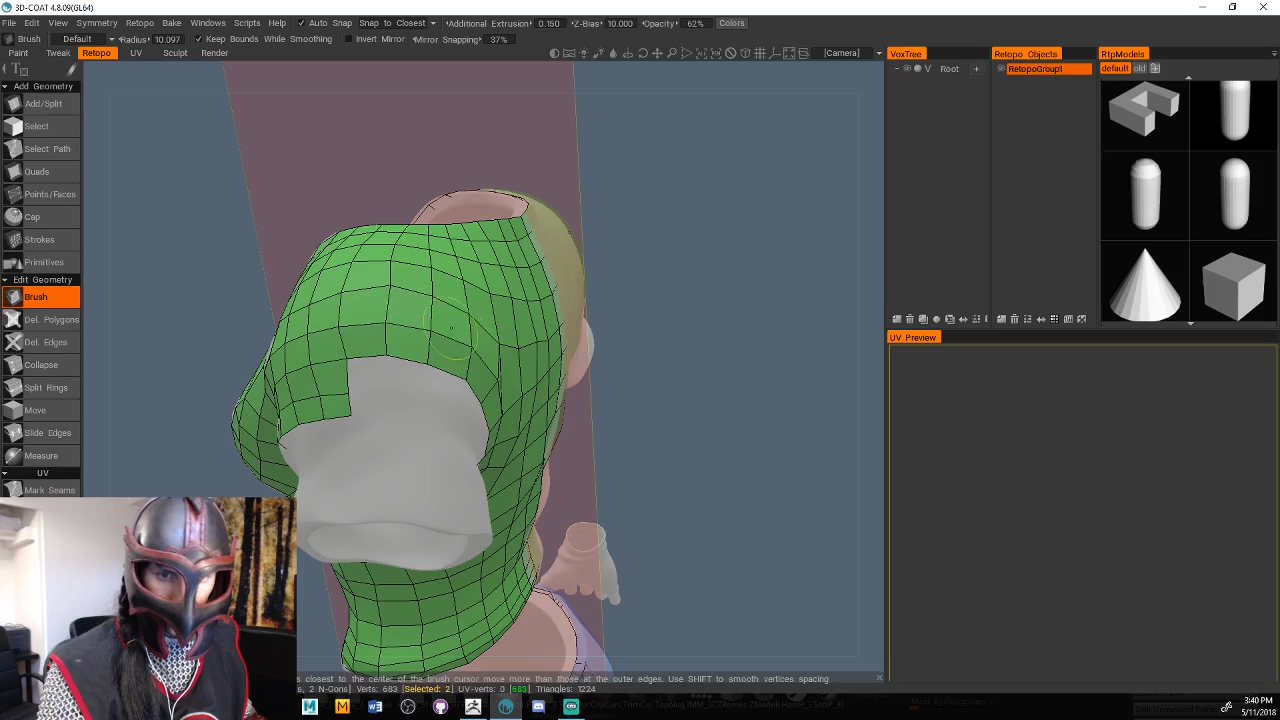 3D-COAT 4.8.09(GL64)
File Edit View Symmetry Retopo Bake Windows Scripts Help Auto Snap Snap to Closest Additional Extrusion: 0.150 Z-Bias: 10.000 Opacity: 62% Colors
Brush Default Radius: 10.097 Keep Bounds While Smoothing Invert Mirror Mirror Snapping: 37%
Paint Tweak Retopo UV Sculpt Render [Camera] VoxTree Retopo Objects RtpModels
V Root + RetopoGroup1 default old
Add Geometry
Add/Split
Select
Select Path
Quads
Points/Faces
Cap
Strokes
Primitives
Edit Geometry
Brush
Del. Polygons
Del. Edges
Collapse
Split Rings
Move
Slide Edges
Measure
UV
Mark Seams
UV Preview
s closest to the center of the brush cursor move more than those at the outer edges. Use SHIFT to smooth vertices spacing
s, 2 N-Gons] Verts: 683 [Selected: 2] UV-verts: 0 [683] Triangles: 1224
3:40 PM
5/11/2018